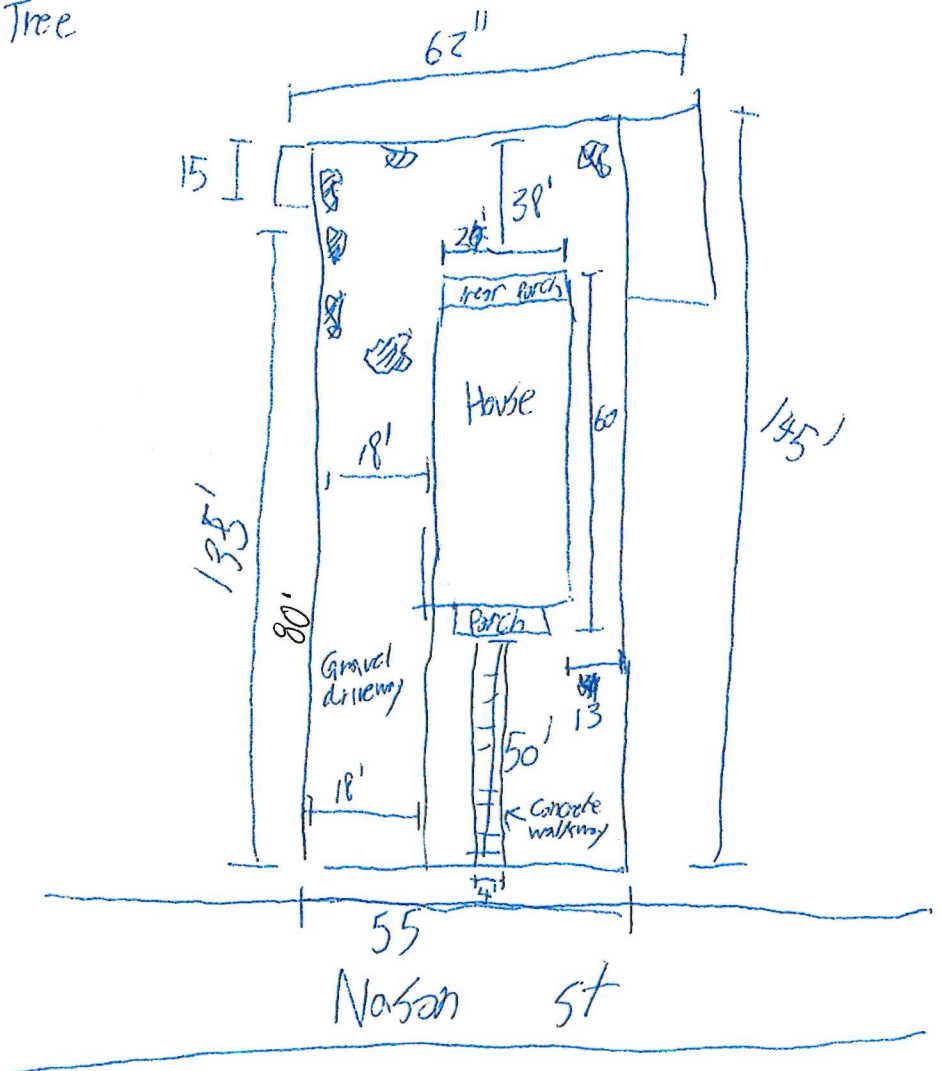 Tree
62"
15
38'
rear Porch
House
60
18'
145'
135'
80'
Porch
Gravel
driveway
13
50'
18'
Concrete
walkway
4'
55
Nason St